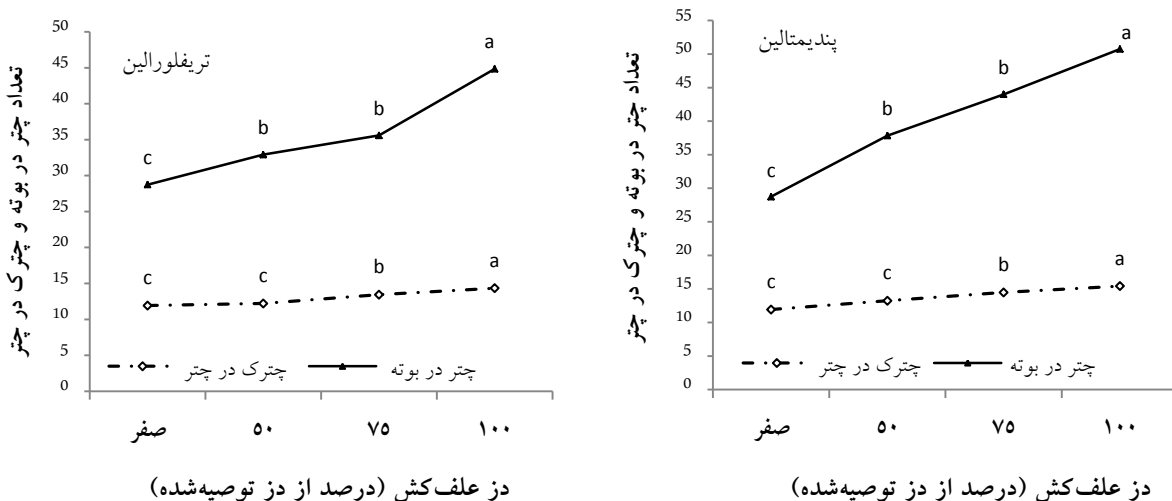 تعداد چتر در بوته و چترک در چتر
50
45
40
35
30
25
20
15
10
5
0
تریفلورالین
c
b
b
a
c
c
b
a
چترک در چتر
چتر در بوته
صفر
۵۰
۷۵
۱۰۰
دز علف‌کش (درصد از دز توصیه‌شده)
تعداد چتر در بوته و چترک در چتر
55
50
45
40
35
30
25
20
15
10
5
0
پندیمتالین
c
b
b
a
c
c
b
a
چترک در چتر
چتر در بوته
صفر
۵۰
۷۵
۱۰۰
دز علف‌کش (درصد از دز توصیه‌شده)